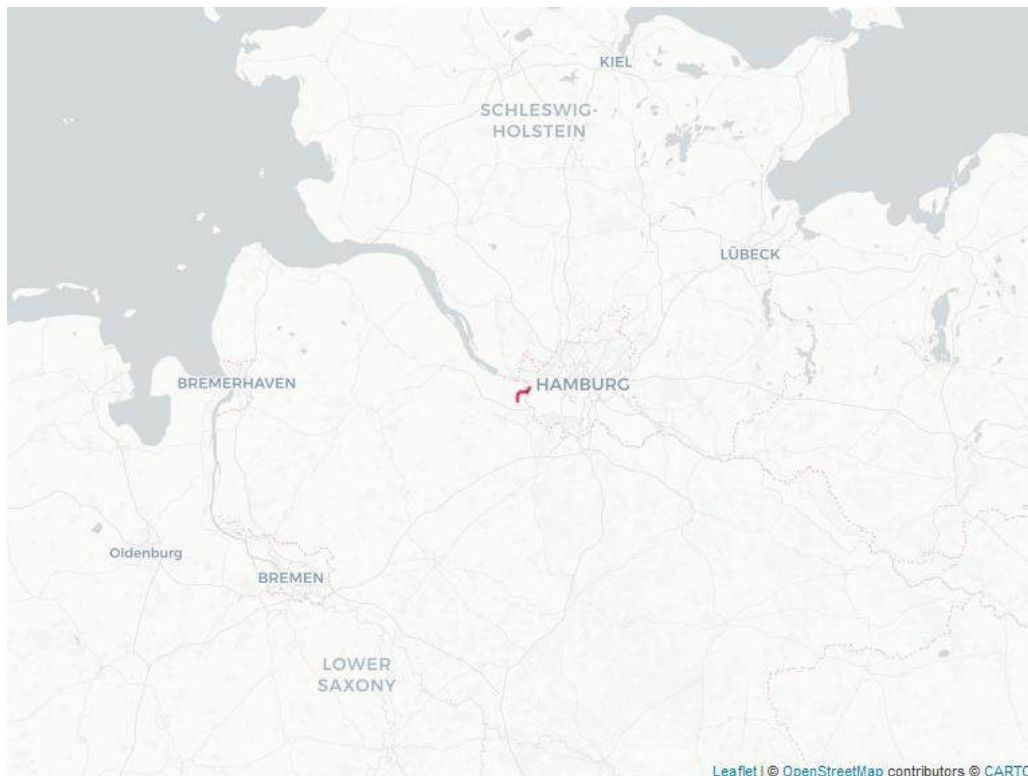 KIEL
SCHLESWIG-
HOLSTEIN
LÜBECK
BREMERHAVEN
HAMBURG
Oldenburg
BREMEN
LOWER
SAXONY
Leaflet | © OpenStreetMap contributors © CARTO